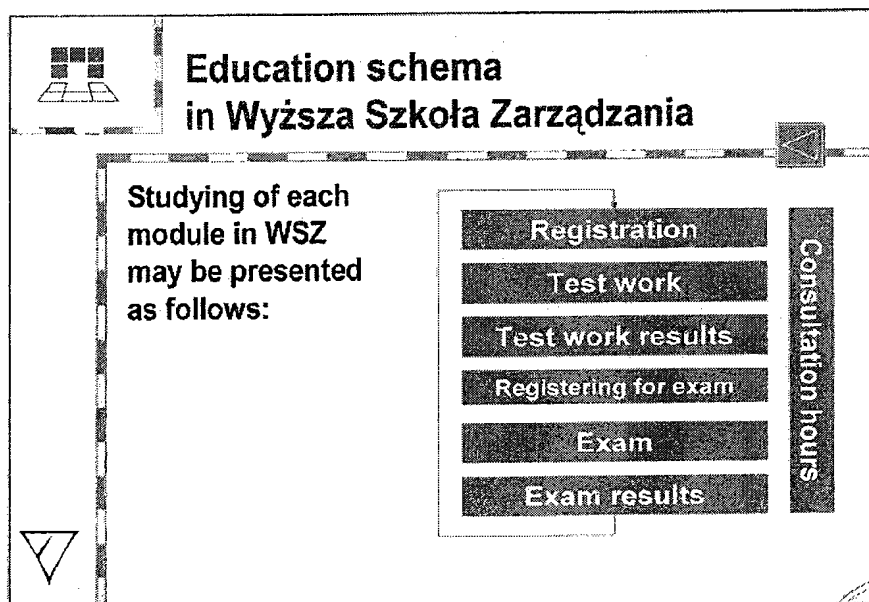 Education schema
in Wyższa Szkoła Zarządzania
Studying of each
module in WSZ
may be presented
as follows:
Registration
Test work
Test work results
Registering for exam
Exam
Exam results
Consultation hours